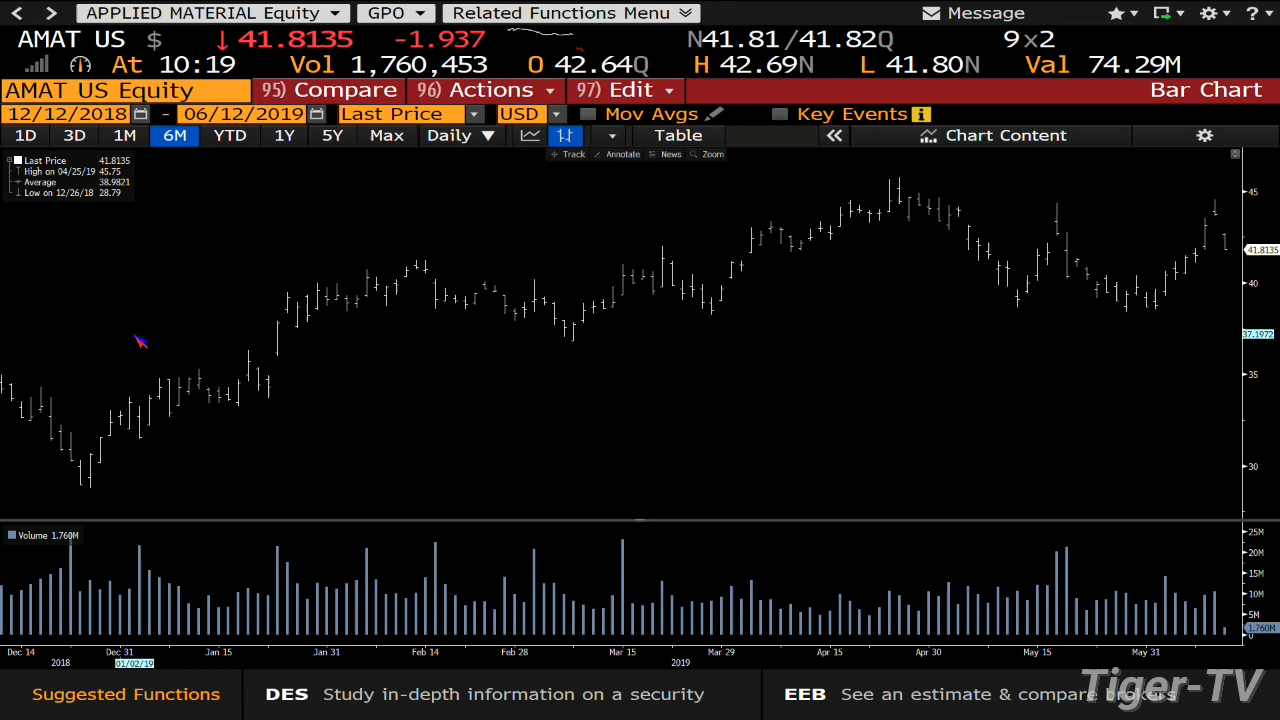 APPLIED MATERIAL Equity GPO Related Functions Menu Message
AMAT US $ ↓41.8135 -1.937 N41.81/41.82Q 9x2
At 10:19 Vol 1,760,453 O 42.64Q H 42.69N L 41.80N Val 74.29M
AMAT US Equity 95) Compare 96) Actions 97) Edit Bar Chart
12/12/2018 - 06/12/2019 Last Price USD Mov Avgs Key Events i
1D 3D 1M 6M YTD 1Y 5Y Max Daily ▼ Table « Chart Content
Track Annotate News Zoom
Last Price 41.8135
High on 04/25/19 45.75
Average 38.9821
Low on 12/26/18 28.79
45
41.8135
40
37.1972
35
30
Volume 1.760M
25M
20M
15M
10M
5M
1.760M
0
Dec 14 Dec 31 Jan 15 Jan 31 Feb 14 Feb 28 Mar 15 Mar 29 Apr 15 Apr 30 May 15 May 31
2018 01/02/19 2019
Suggested Functions DES Study in-depth information on a security EEB See an estimate & compare brokers
Tiger-TV